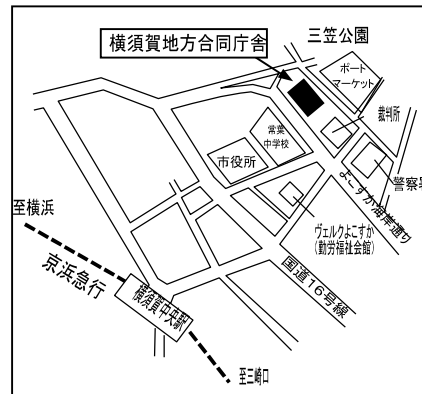 三笠公園
横須賀地方合同庁舎
ポート
マーケット
裁判所
常葉
中学校
市役所
警察署
よこすか海岸通り
至横浜
ヴェルクよこすか
(勤労福祉会館)
京浜急行
国道16号線
横須賀中央駅
至三崎口